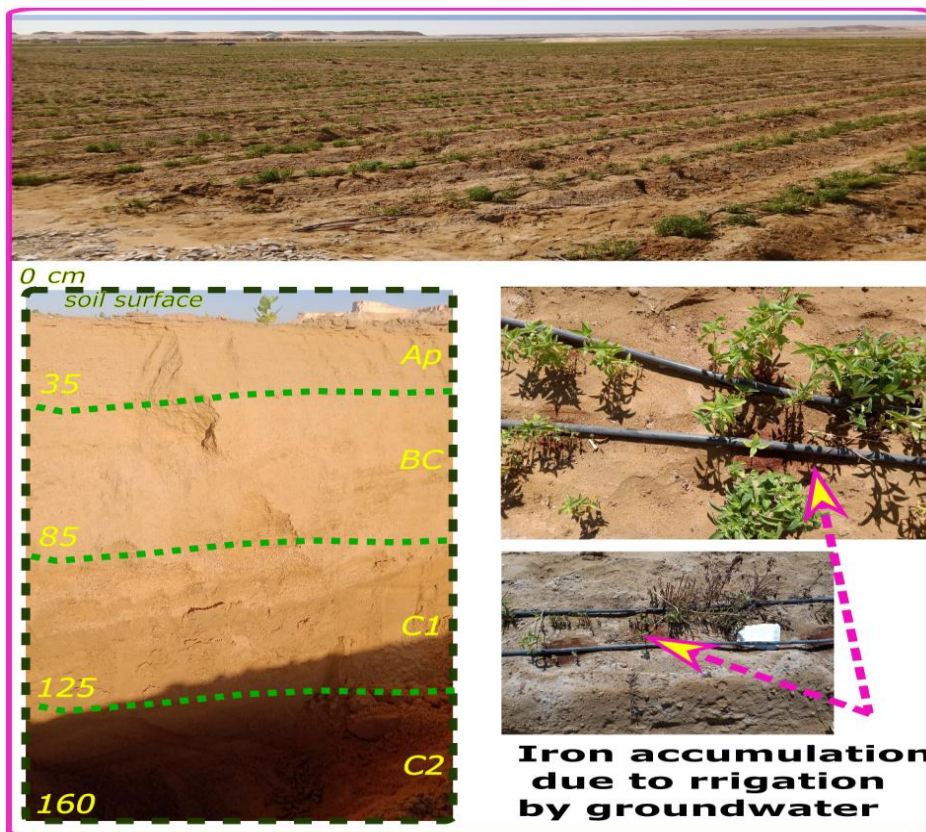 0 cm
soil surface
Ap
35
BC
85
C1
125
C2
160
Iron accumulation
due to rrigation
by groundwater